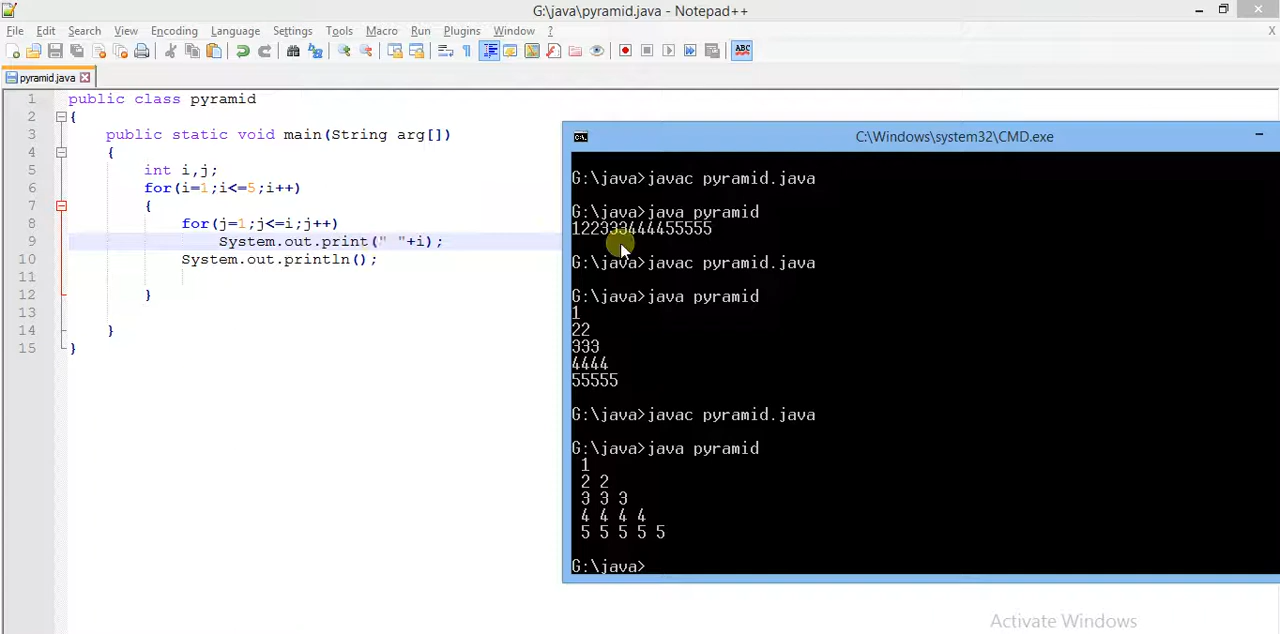 G:\java\pyramid.java - Notepad++
File Edit Search View Encoding Language Settings Tools Macro Run Plugins Window ? X
ABC
pyramid.java
1 public class pyramid
2 {
3 public static void main(String arg[])
4 {
5 int i,j;
6 for(i=1;i<=5;i++)
7 {
8 for(j=1;j<=i;j++)
9 System.out.print(" "+i);
10 System.out.println();
11
12 }
13
14 }
15 }
C:\Windows\system32\CMD.exe
G:\java>javac pyramid.java
G:\java>java pyramid
122333444455555
G:\java>javac pyramid.java
G:\java>java pyramid
1
22
333
4444
55555
G:\java>javac pyramid.java
G:\java>java pyramid
1
2 2
3 3 3
4 4 4 4
5 5 5 5 5
G:\java>
Activate Windows